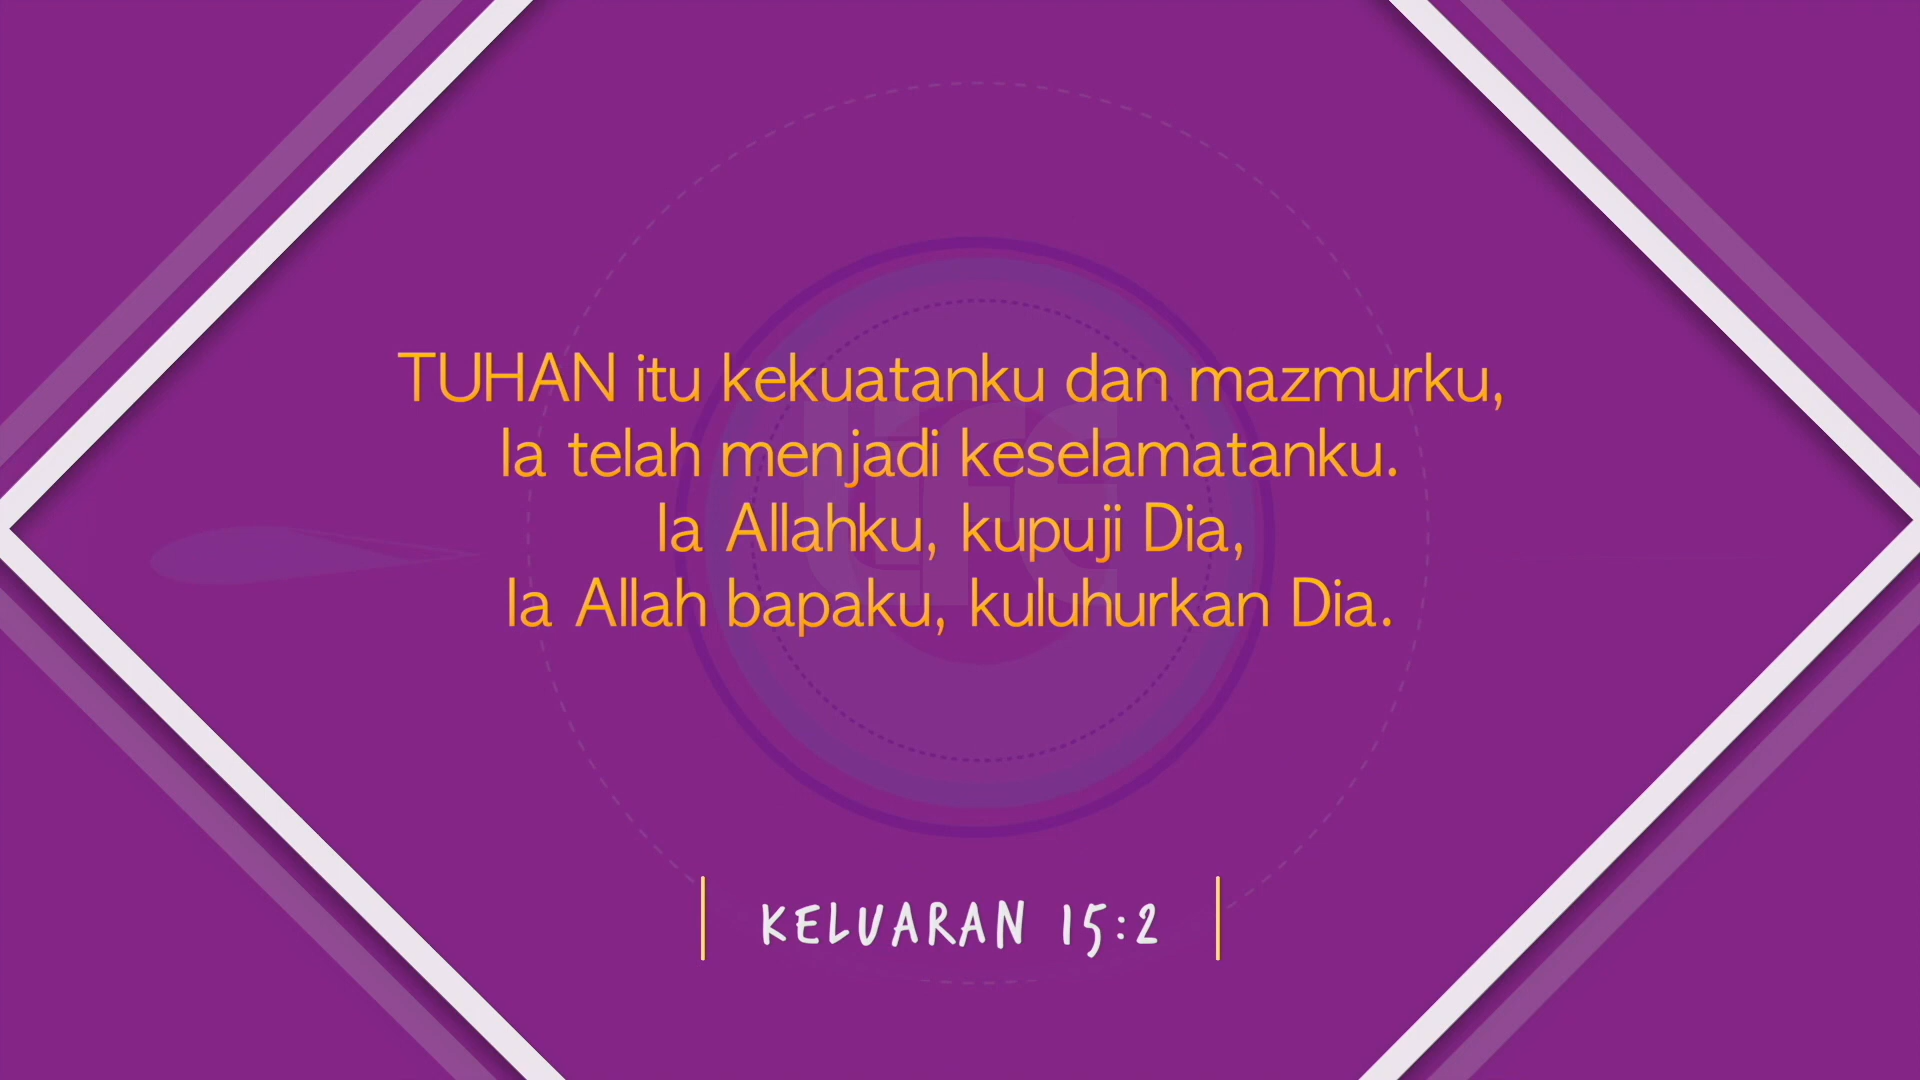 TUHAN itu kekuatanku dan mazmurku,
Ia telah menjadi keselamatanku.
Ia Allahku, kupuji Dia,
Ia Allah bapaku, kuluhurkan Dia.
KELUARAN 15:2